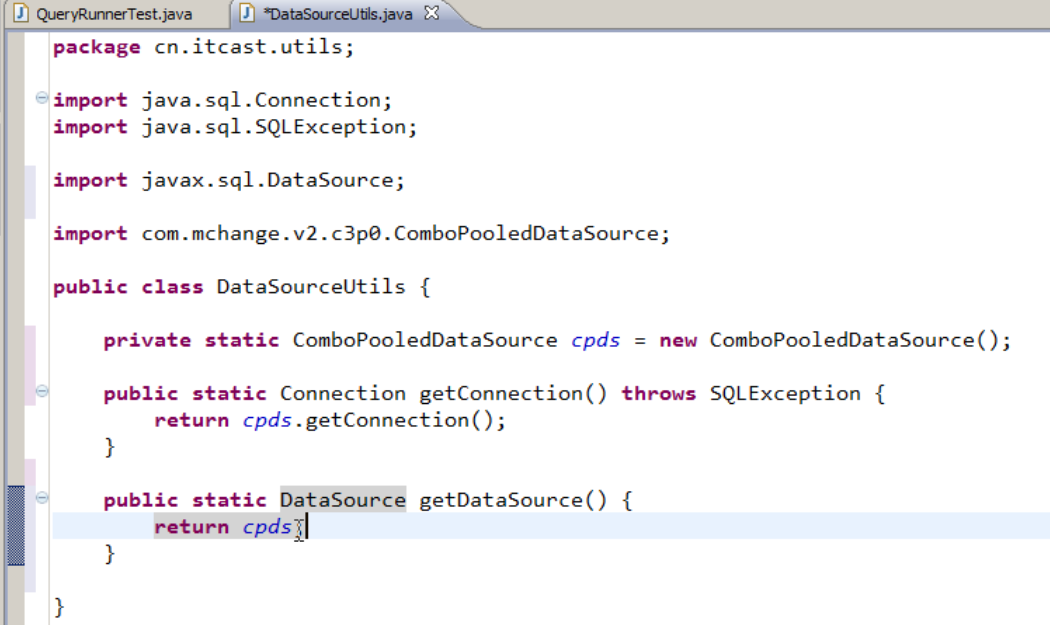 QueryRunnerTest.java
*DataSourceUtils.java
package cn.itcast.utils;
import java.sql.Connection;
import java.sql.SQLException;
import javax.sql.DataSource;
import com.mchange.v2.c3p0.ComboPooledDataSource;
public class DataSourceUtils {
private static ComboPooledDataSource cpds = new ComboPooledDataSource();
public static Connection getConnection() throws SQLException {
return cpds.getConnection();
}
public static DataSource getDataSource() {
return cpds;
}
}